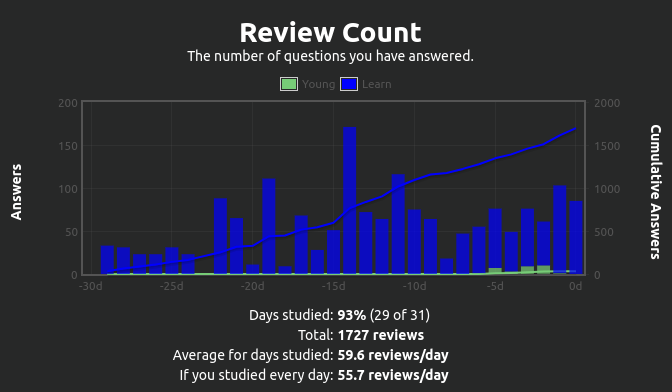 Review Count
The number of questions you have answered.
Young Learn
200 2000
150 1500
100 1000
50 500
0 0
-30d -25d -20d -15d -10d -5d 0d
Answers
Cumulative Answers
Days studied: 93% (29 of 31)
Total: 1727 reviews
Average for days studied: 59.6 reviews/day
If you studied every day: 55.7 reviews/day